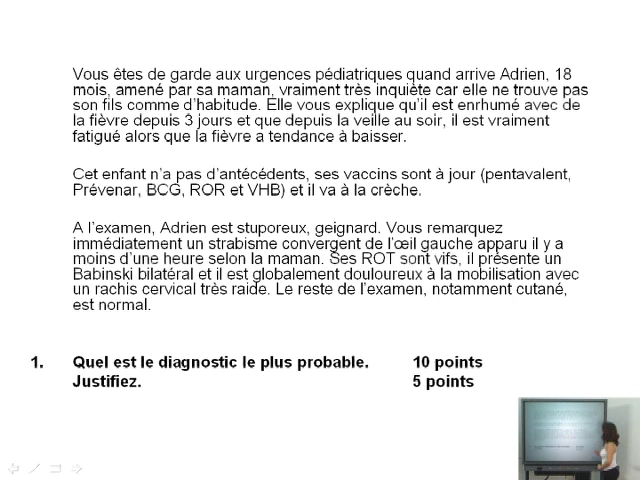 Vous êtes de garde aux urgences pédiatriques quand arrive Adrien, 18
mois, amené par sa maman, vraiment très inquiète car elle ne trouve pas
son fils comme d'habitude. Elle vous explique qu'il est enrhumé avec de
la fièvre depuis 3 jours et que depuis la veille au soir, il est vraiment
fatigué alors que la fièvre a tendance à baisser.
Cet enfant n'a pas d'antécédents, ses vaccins sont à jour (pentavalent,
Prévenar, BCG, ROR et VHB) et il va à la crèche.
A l'examen, Adrien est stuporeux, geignard. Vous remarquez
immédiatement un strabisme convergent de l'œil gauche apparu il y a
moins d'une heure selon la maman. Ses ROT sont vifs, il présente un
Babinski bilatéral et il est globalement douloureux à la mobilisation avec
un rachis cervical très raide. Le reste de l'examen, notamment cutané,
est normal.
1. Quel est le diagnostic le plus probable. 10 points
Justifiez. 5 points